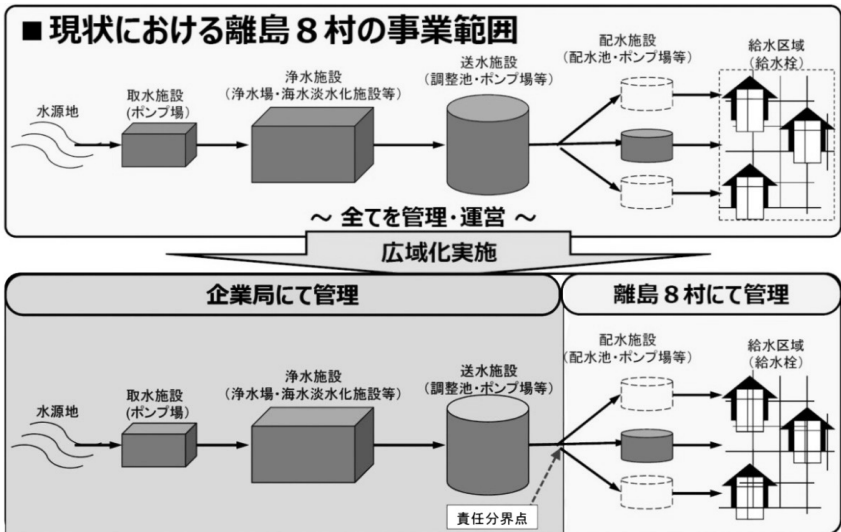 ■現状における離島８村の事業範囲
水源地
取水施設
(ポンプ場)
浄水施設
(浄水場・海水淡水化施設等)
送水施設
(調整池・ポンプ場等)
配水施設
(配水池・ポンプ場等)
給水区域
(給水栓)
～ 全てを管理・運営 ～
広域化実施
企業局にて管理
離島８村にて管理
水源地
取水施設
(ポンプ場)
浄水施設
(浄水場・海水淡水化施設等)
送水施設
(調整池・ポンプ場等)
配水施設
(配水池・ポンプ場等)
給水区域
(給水栓)
責任分界点